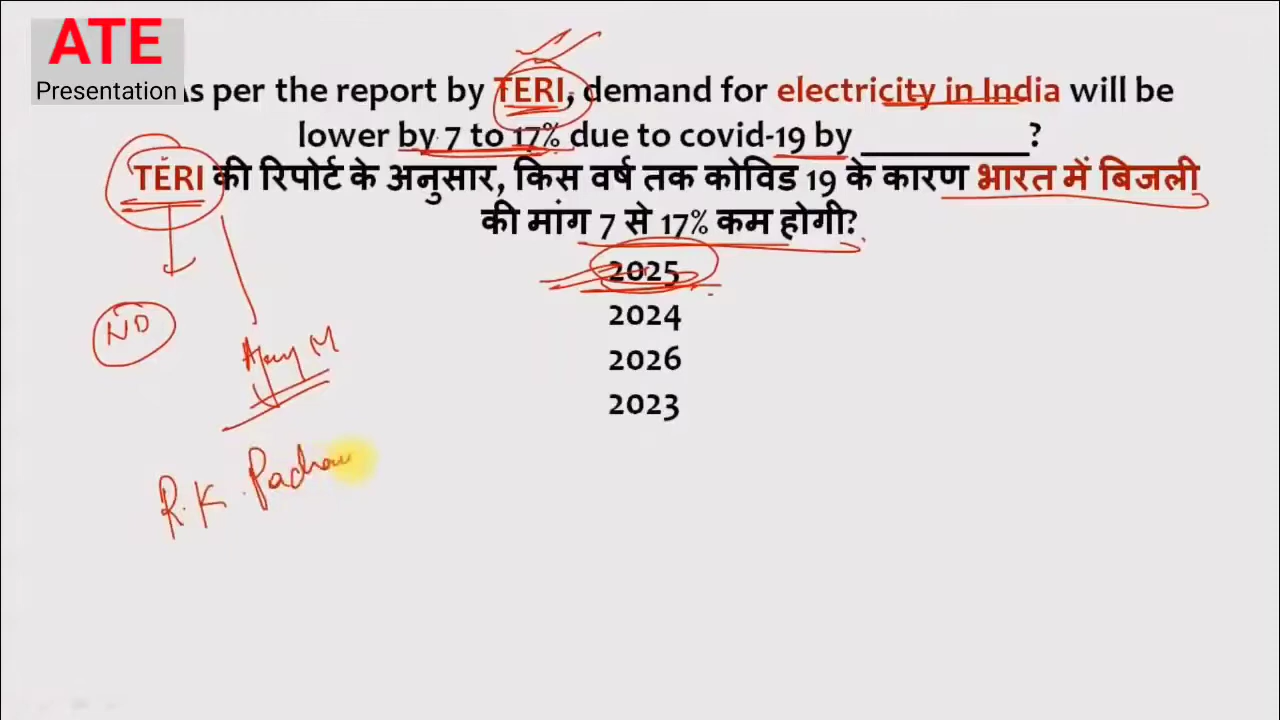 ATE
Presentation
As per the report by TERI, demand for electricity in India will be
lower by 7 to 17% due to covid-19 by __________?
TERI की रिपोर्ट के अनुसार, किस वर्ष तक कोविड 19 के कारण भारत में बिजली
की मांग 7 से 17% कम होगी?
2025
2024
2026
2023
ND
M
R.K.